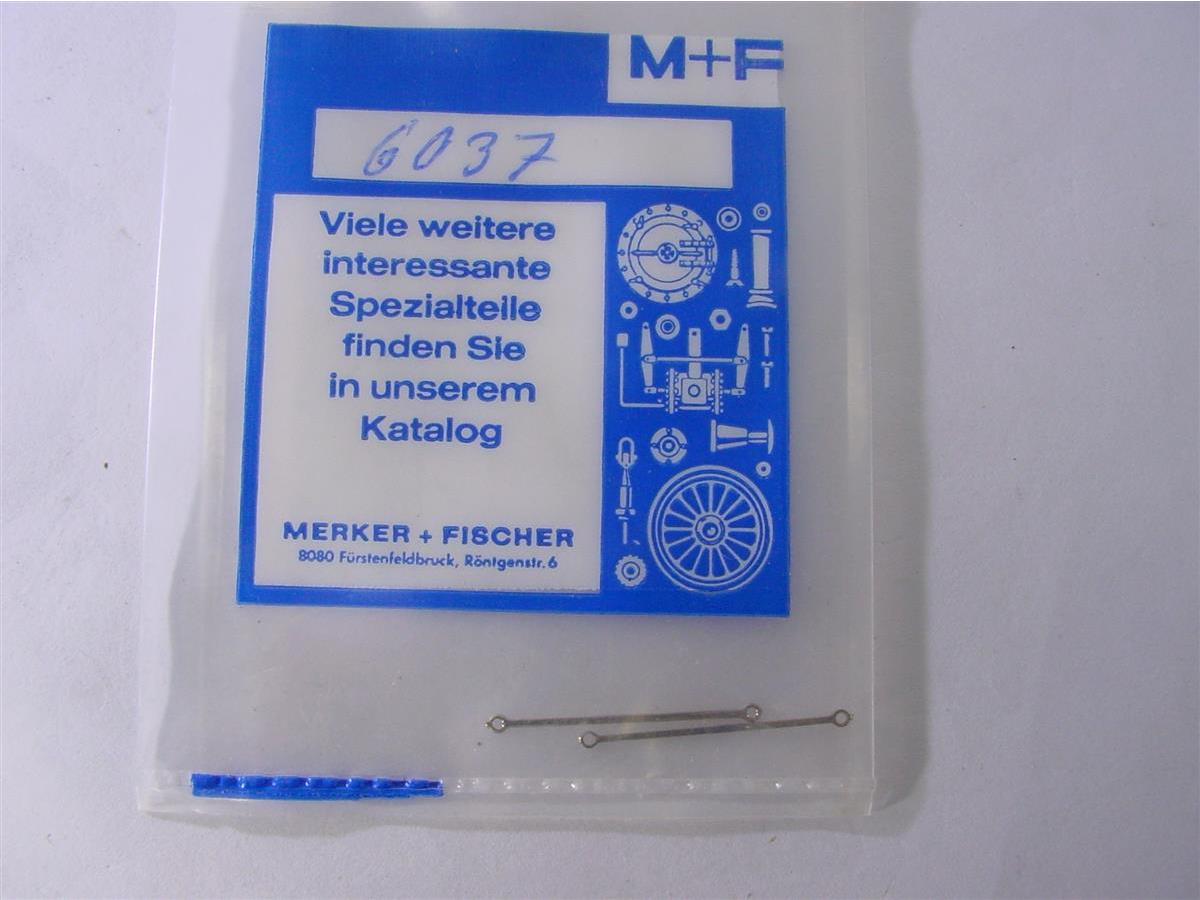 M+F
6037
Viele weitere
interessante
Spezialteile
finden Sie
in unserem
Katalog
MERKER + FISCHER
8080 Fürstenfeldbruck, Röntgenstr. 6